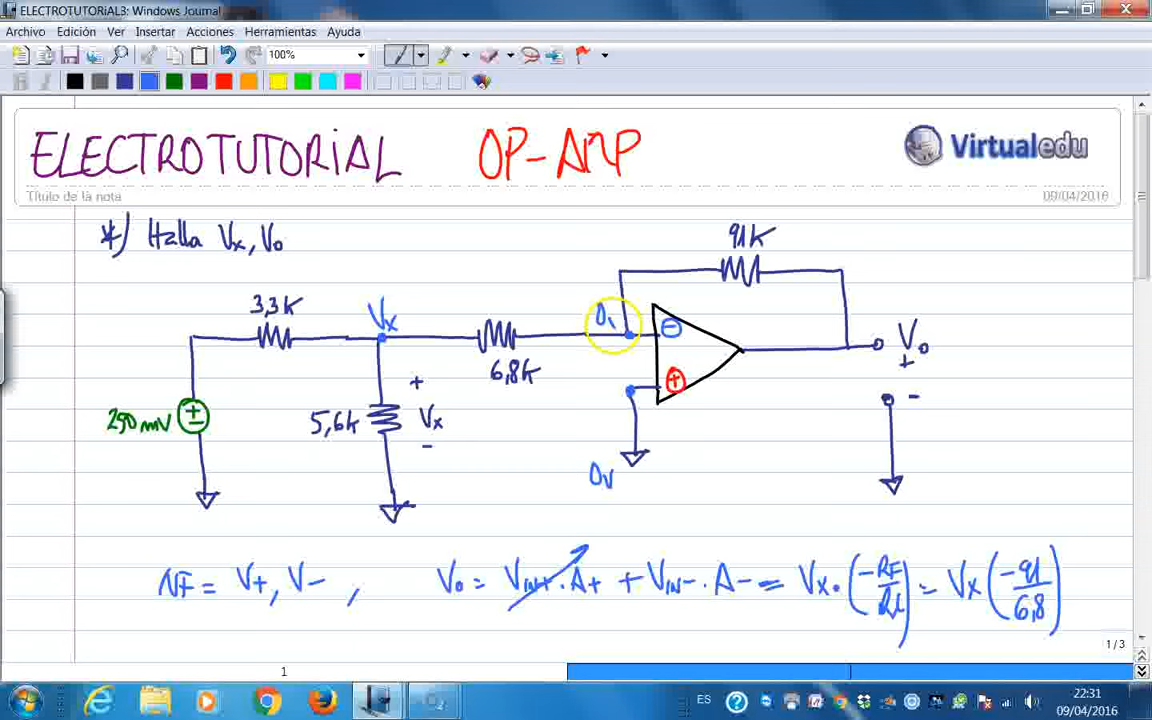 ELECTROTUTORIAL3: Windows Journal
Archivo Edición Ver Insertar Acciones Herramientas Ayuda
100%
ELECTROTUTORIAL OP-AMP
Virtualedu
Título de la nota
09/04/2016
*) Halla Vx, Vo
91K
3,3K
Vx
0V
6,8K
-
Vo
+
-
+
250mV
+
-
5,6K
+
Vx
-
0V
NF = V+, V- , Vo = VIN+ . A+ + VIN- . A- = Vx . (-RF/RL) = Vx (-91/6,8)
1 / 3
1
ES
22:31
09/04/2016